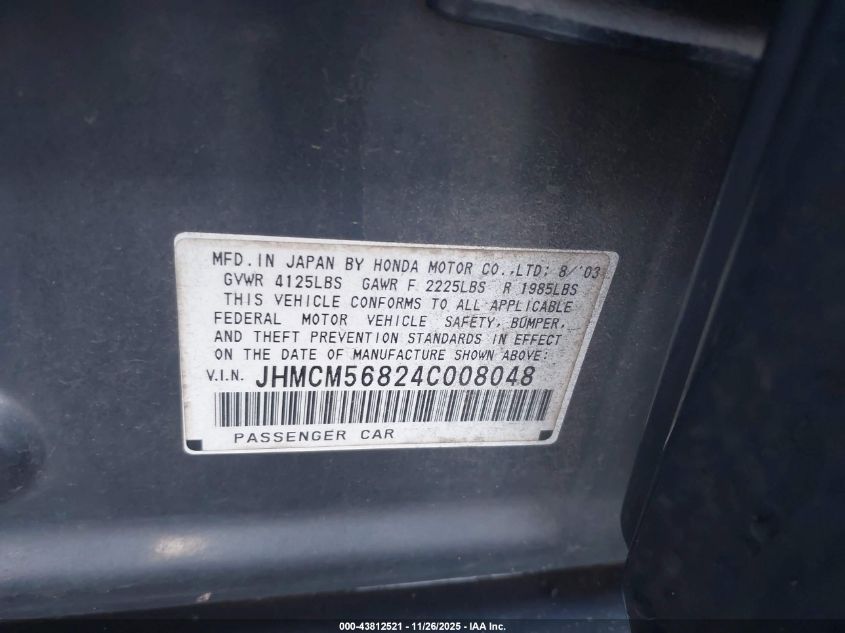 MFD. IN JAPAN BY HONDA MOTOR CO.,LTD; 8/'03
GVWR 4125LBS GAWR F 2225LBS R 1985LBS
THIS VEHICLE CONFORMS TO ALL APPLICABLE
FEDERAL MOTOR VEHICLE SAFETY, BUMPER,
AND THEFT PREVENTION STANDARDS IN EFFECT
ON THE DATE OF MANUFACTURE SHOWN ABOVE;
V.I.N. JHMCM56824C008048
PASSENGER CAR
000-43812521 - 11/26/2025 - IAA Inc.